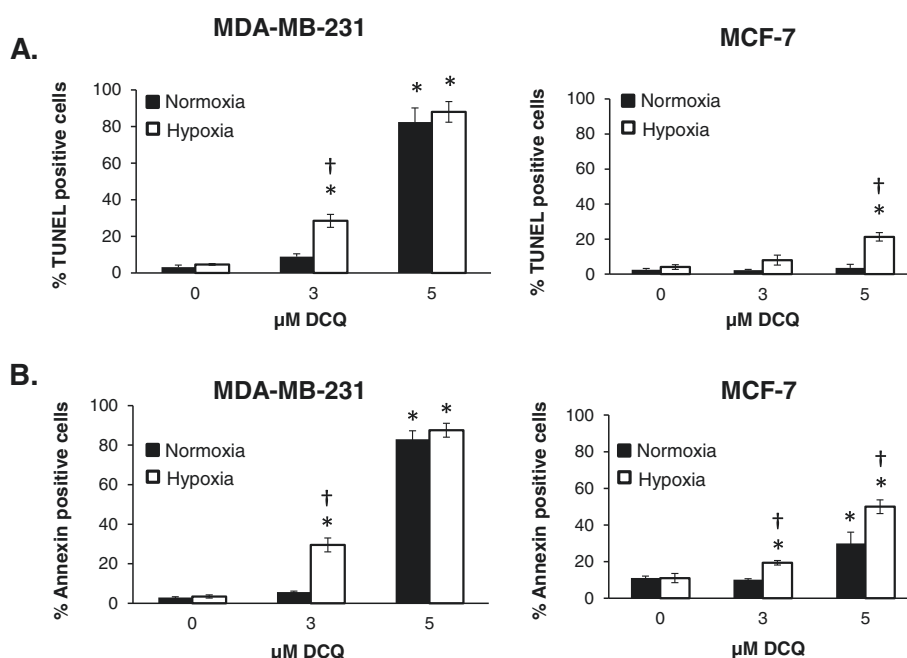 A.
MDA-MB-231
% TUNEL positive cells
100
80
60
40
20
0
Normoxia
Hypoxia
†
*
*
*
0
3
5
µM DCQ
MCF-7
% TUNEL positive cells
100
80
60
40
20
0
Normoxia
Hypoxia
†
*
0
3
5
µM DCQ
B.
MDA-MB-231
% Annexin positive cells
100
80
60
40
20
0
Normoxia
Hypoxia
†
*
*
*
0
3
5
µM DCQ
MCF-7
% Annexin positive cells
100
80
60
40
20
0
Normoxia
Hypoxia
†
*
*
†
*
0
3
5
µM DCQ